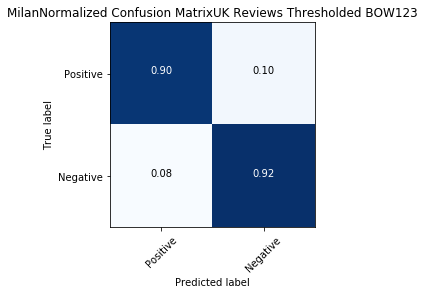 MilanNormalized Confusion MatrixUK Reviews Thresholded BOW123
Positive
0.90
0.10
True label
Negative
0.08
0.92
Positive
Negative
Predicted label